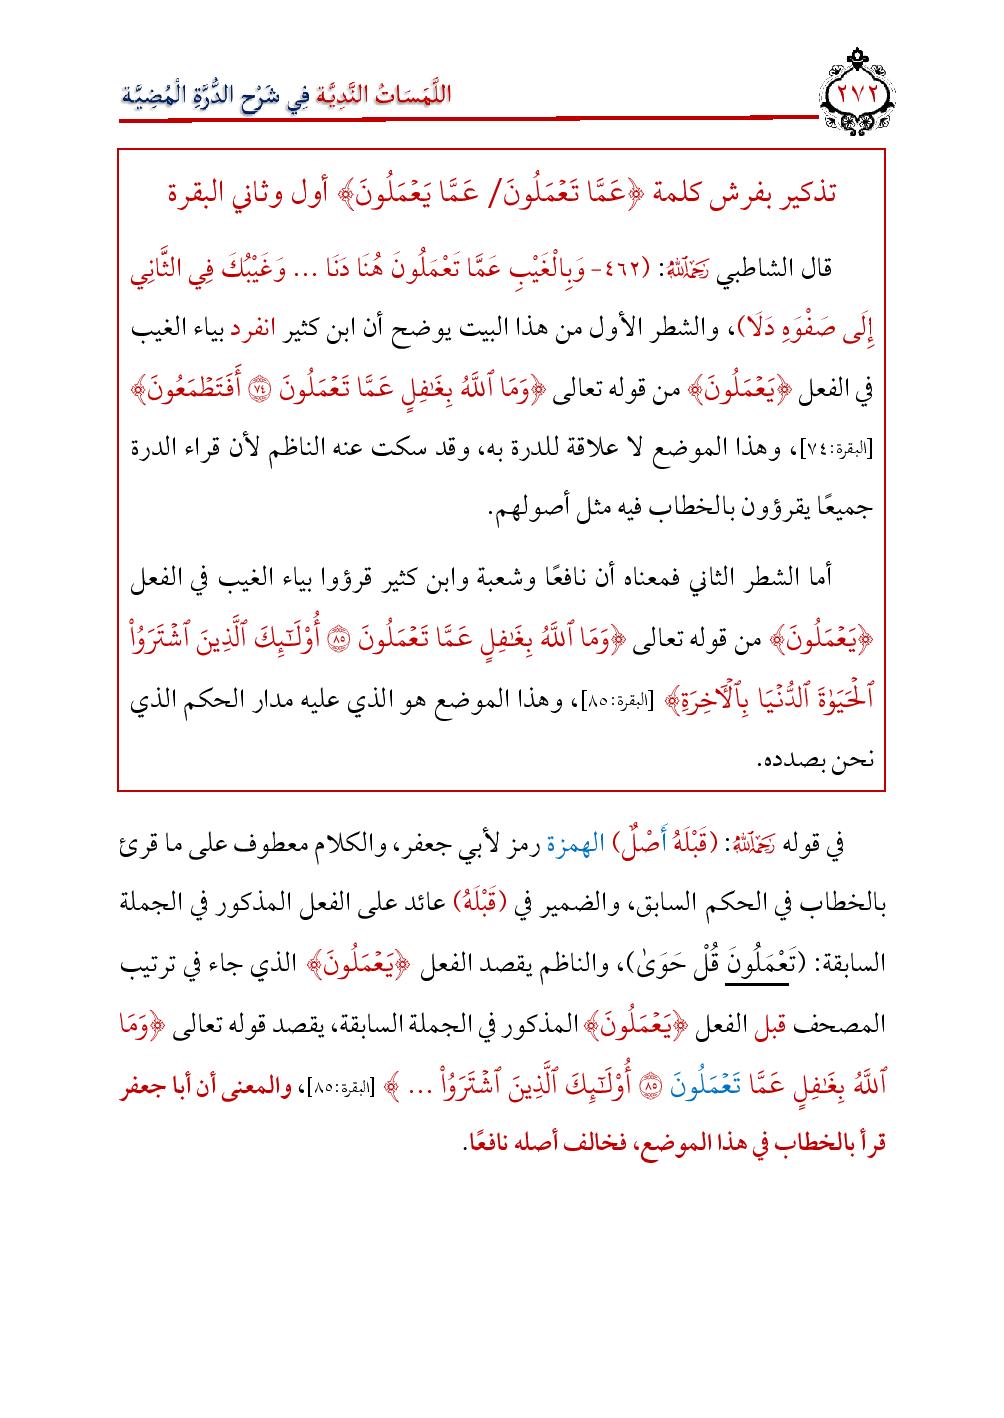 ٢٧٢
اللَّمَسَاتُ النَّدِيَّة فِي شَرْحِ الدُّرَّةِ الْمُضِيَّة
تذكير بفرش كلمة ﴿عَمَّا تَعۡمَلُونَ/ عَمَّا يَعۡمَلُونَ﴾ أول وثاني البقرة
قال الشاطبي رَحِمَهُ ٱللَّهُ: (٤٦٢- وَبِالْغَيْبِ عَمَّا تَعْمَلُونَ هُنَا دَنَا ... وَغَيْبُكَ فِي الثَّانِي
إِلَى صَفْوَهِ دَلَا)، والشطر الأول من هذا البيت يوضح أن ابن كثير انفرد بياء الغيب
في الفعل ﴿يَعۡمَلُونَ﴾ من قوله تعالى ﴿وَمَا ٱللَّهُ بِغَٰفِلٍ عَمَّا تَعۡمَلُونَ ٧٤ أَفَتَطۡمَعُونَ﴾
[البقرة:٧٤]، وهذا الموضع لا علاقة للدرة به، وقد سكت عنه الناظم لأن قراء الدرة
جميعًا يقرؤون بالخطاب فيه مثل أصولهم.
أما الشطر الثاني فمعناه أن نافعًا وشعبة وابن كثير قرؤوا بياء الغيب في الفعل
﴿يَعۡمَلُونَ﴾ من قوله تعالى ﴿وَمَا ٱللَّهُ بِغَٰفِلٍ عَمَّا تَعۡمَلُونَ ٨٥ أُوْلَٰٓئِكَ ٱلَّذِينَ ٱشۡتَرَوُاْ
ٱلۡحَيَوٰةَ ٱلدُّنۡيَا بِٱلۡأٓخِرَةِ﴾ [البقرة:٨٥]، وهذا الموضع هو الذي عليه مدار الحكم الذي
نحن بصدده.
في قوله رَحِمَهُ ٱللَّهُ: (قَبْلَهُ أَصْلٌ) الهمزة رمز لأبي جعفر، والكلام معطوف على ما قرئ
بالخطاب في الحكم السابق، والضمير في (قَبْلَهُ) عائد على الفعل المذكور في الجملة
السابقة: (تَعْمَلُونَ قُلْ حَوَىٰ)، والناظم يقصد الفعل ﴿يَعۡمَلُونَ﴾ الذي جاء في ترتيب
المصحف قبل الفعل ﴿يَعۡمَلُونَ﴾ المذكور في الجملة السابقة، يقصد قوله تعالى ﴿وَمَا
ٱللَّهُ بِغَٰفِلٍ عَمَّا تَعۡمَلُونَ ٨٥ أُوْلَٰٓئِكَ ٱلَّذِينَ ٱشۡتَرَوُاْ ... ﴾ [البقرة:٨٥]، والمعنى أن أبا جعفر
قرأ بالخطاب في هذا الموضع، فخالف أصله نافعًا.